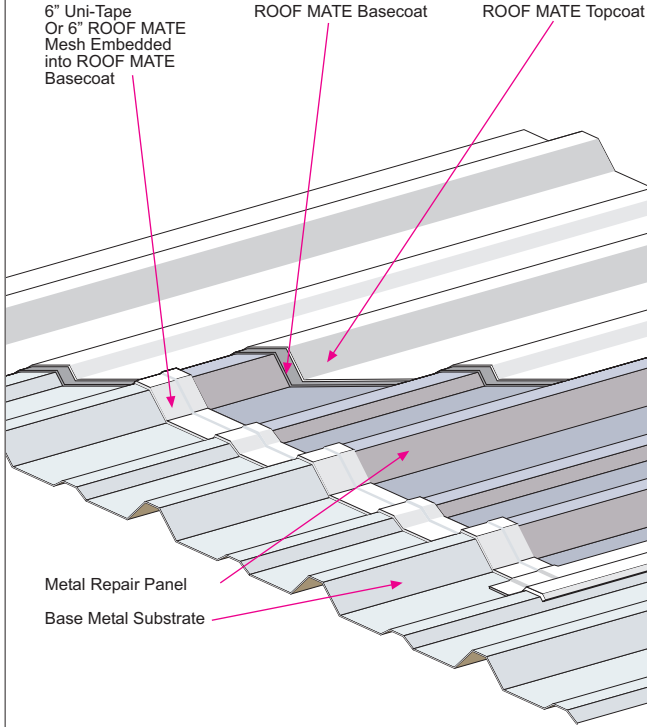 6” Uni-Tape
Or 6” ROOF MATE
Mesh Embedded
into ROOF MATE
Basecoat
ROOF MATE Basecoat
ROOF MATE Topcoat
Metal Repair Panel
Base Metal Substrate